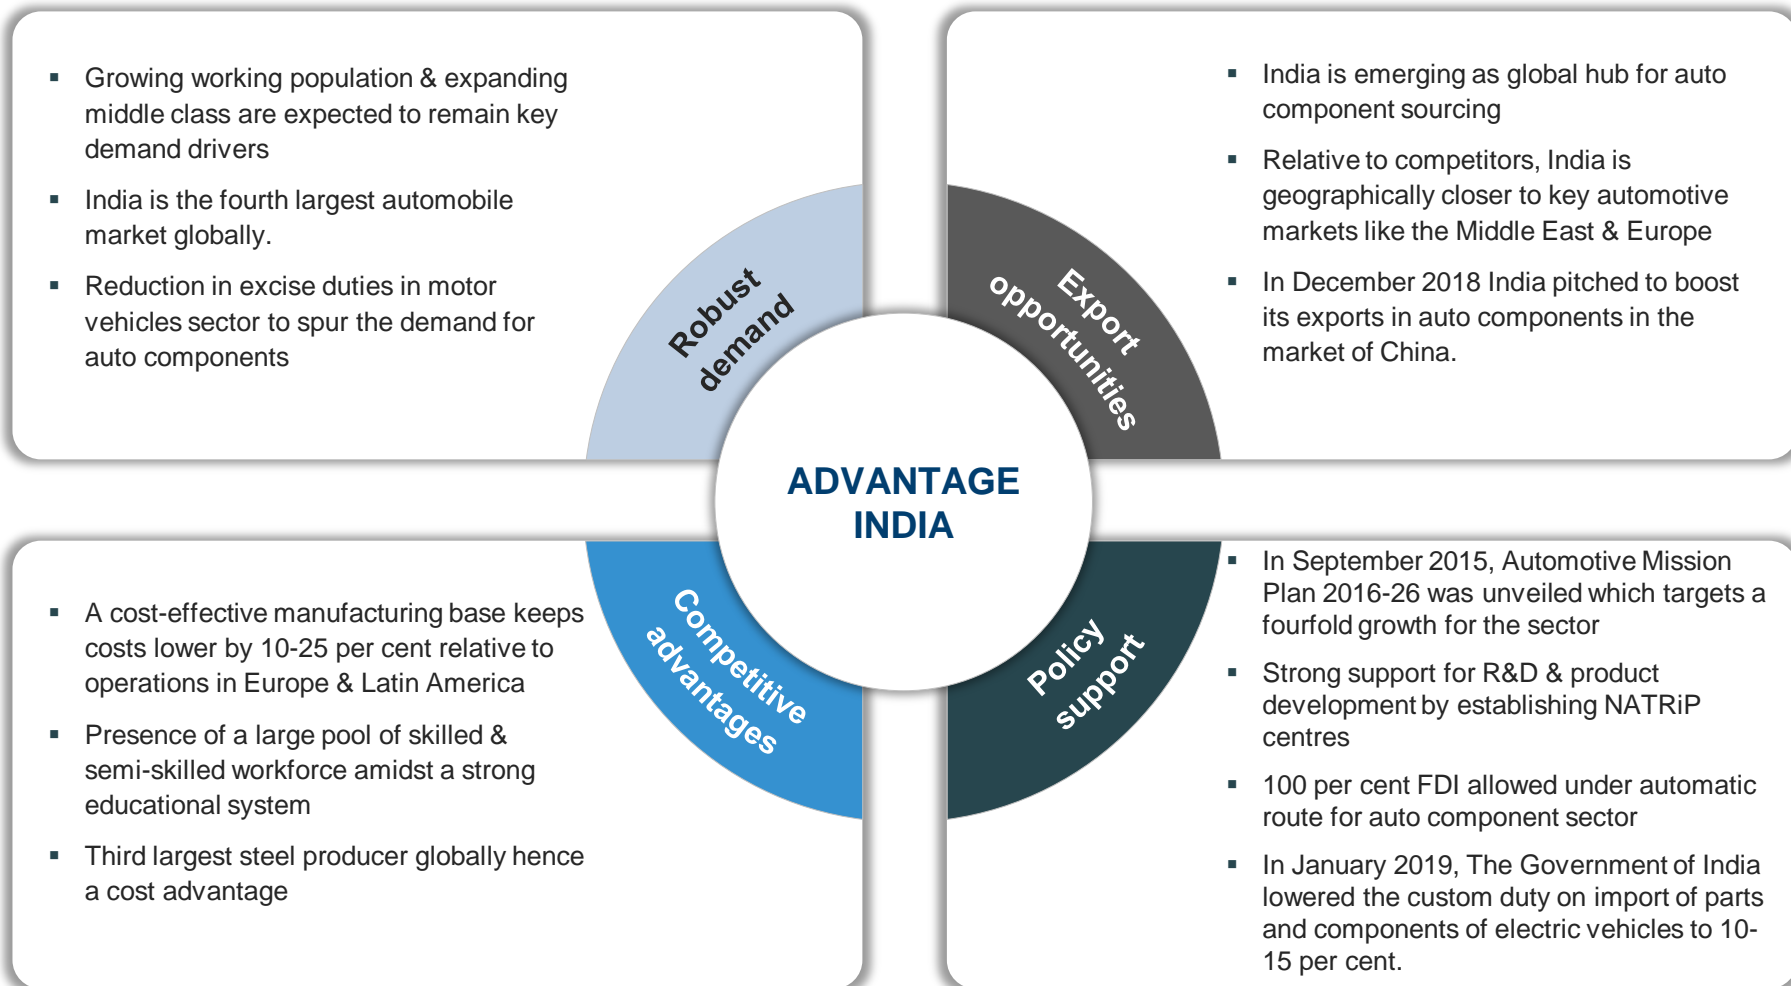 ▪ Growing working population & expanding
middle class are expected to remain key
demand drivers
▪ India is the fourth largest automobile
market globally.
▪ Reduction in excise duties in motor
vehicles sector to spur the demand for
auto components
Robust
demand
▪ India is emerging as global hub for auto
component sourcing
▪ Relative to competitors, India is
geographically closer to key automotive
markets like the Middle East & Europe
▪ In December 2018 India pitched to boost
its exports in auto components in the
market of China.
Export
opportunities
ADVANTAGE
INDIA
▪ A cost-effective manufacturing base keeps
costs lower by 10-25 per cent relative to
operations in Europe & Latin America
▪ Presence of a large pool of skilled &
semi-skilled workforce amidst a strong
educational system
▪ Third largest steel producer globally hence
a cost advantage
Competitive
advantages
▪ In September 2015, Automotive Mission
Plan 2016-26 was unveiled which targets a
fourfold growth for the sector
▪ Strong support for R&D & product
development by establishing NATRiP
centres
▪ 100 per cent FDI allowed under automatic
route for auto component sector
▪ In January 2019, The Government of India
lowered the custom duty on import of parts
and components of electric vehicles to 10-
15 per cent.
Policy
support